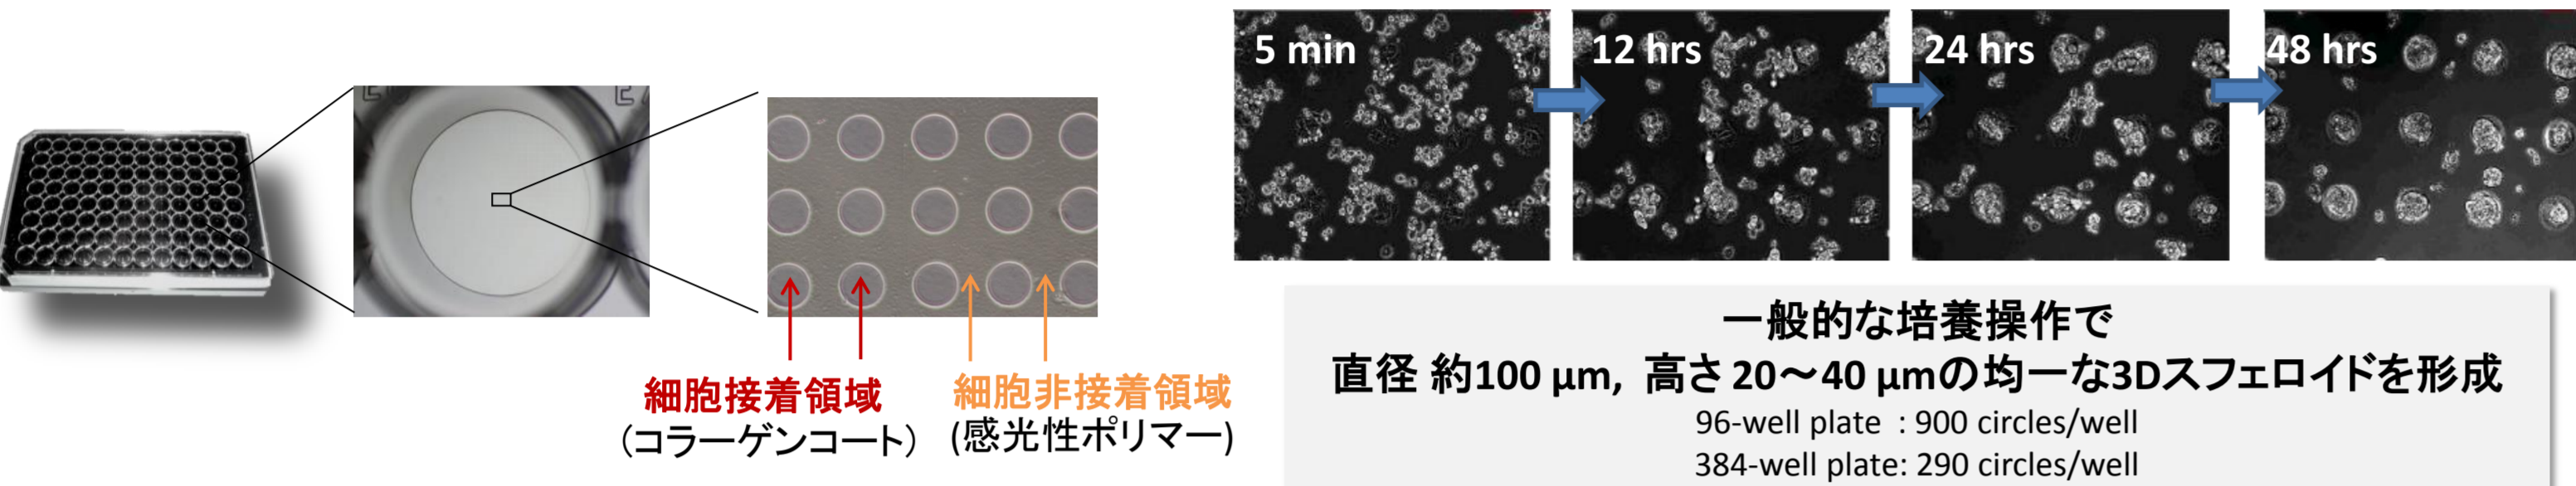 5 min
12 hrs
24 hrs
48 hrs
細胞接着領域
（コラーゲンコート）
細胞非接着領域
(感光性ポリマー)
一般的な培養操作で
直径 約100 μm, 高さ 20～40 μmの均一な3Dスフェロイドを形成
96-well plate : 900 circles/well
384-well plate: 290 circles/well